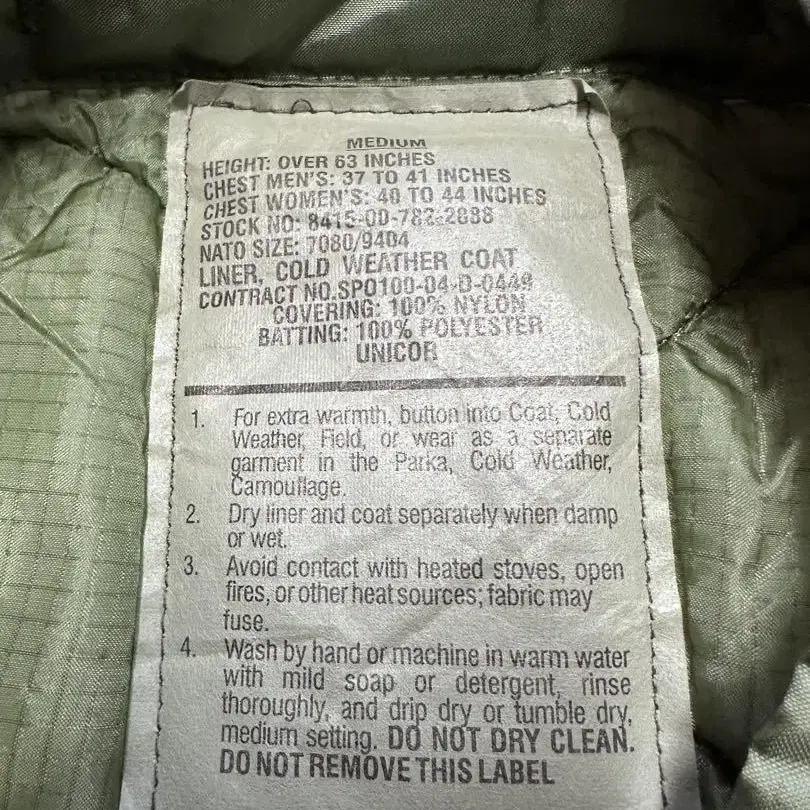 MEDIUM
HEIGHT: OVER 63 INCHES
CHEST MEN'S: 37 TO 41 INCHES
CHEST WOMEN'S: 40 TO 44 INCHES
STOCK NO: 8415-00-782-2888
NATO SIZE: 7080/9404
LINER, COLD WEATHER COAT
CONTRACT NO.SPO100-04-D-0449
COVERING: 100% NYLON
BATTING: 100% POLYESTER
UNICOR
1. For extra warmth, button into Coat, Cold
Weather, Field, or wear as a separate
garment in the Parka, Cold Weather,
Camouflage.
2. Dry liner and coat separately when damp
or wet.
3. Avoid contact with heated stoves, open
fires, or other heat sources; fabric may
fuse.
4. Wash by hand or machine in warm water
with mild soap or detergent, rinse
thoroughly, and drip dry or tumble dry,
medium setting. DO NOT DRY CLEAN.
DO NOT REMOVE THIS LABEL